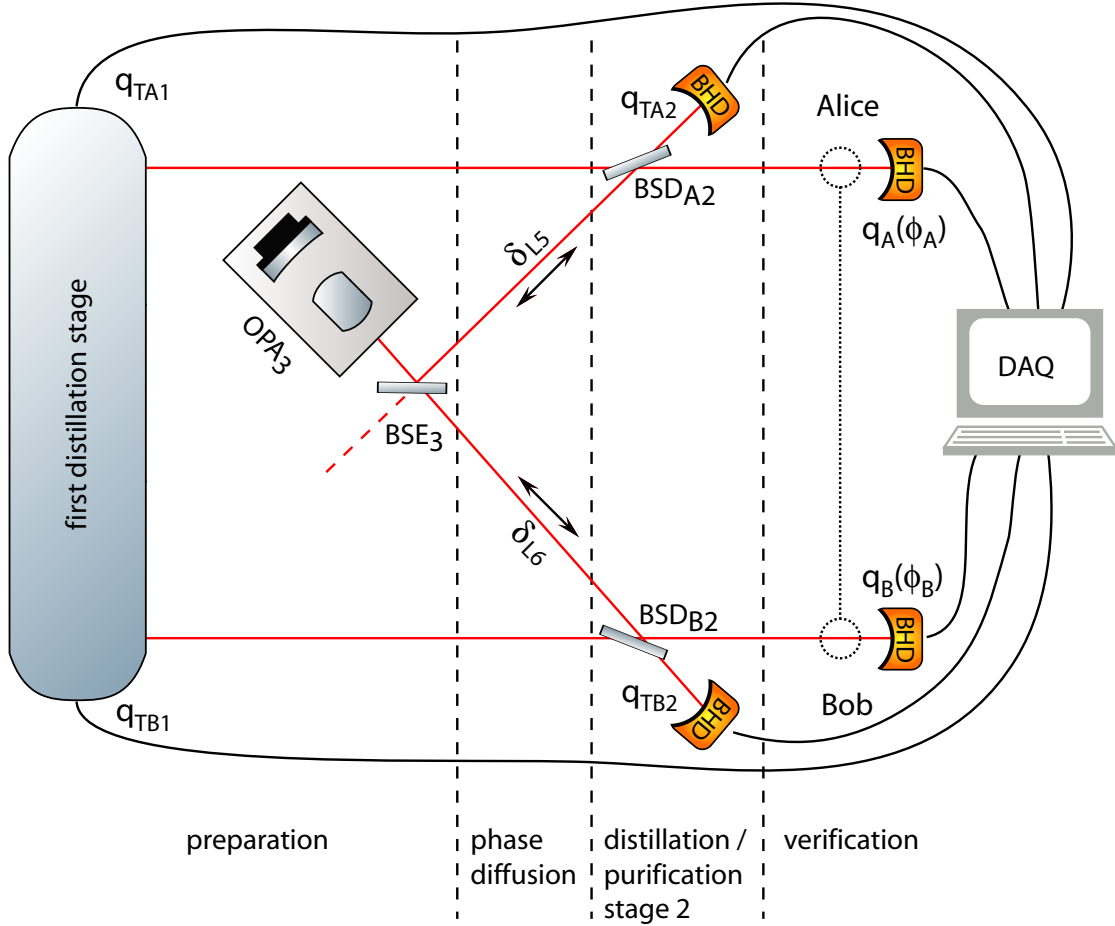 q_TA1
q_TA2
BHD
Alice
BHD
BSD_A2
q_A(ϕ_A)
δ_L5
OPA_3
first distillation stage
DAQ
BSE_3
δ_L6
q_B(ϕ_B)
BSD_B2
BHD
q_TB2
BHD
q_TB1
Bob
preparation
phase
diffusion
distillation /
purification
stage 2
verification